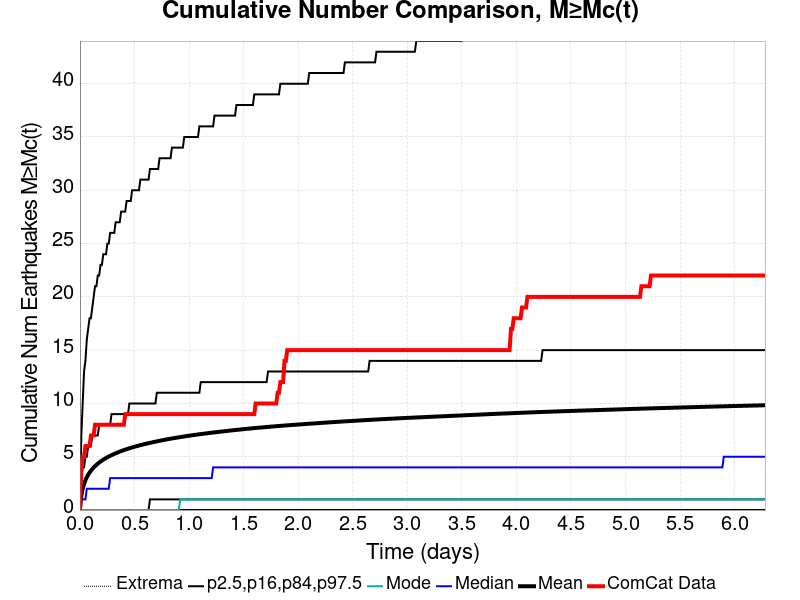 Cumulative Number Comparison, M≥Mc(t)
Cumulative Num Earthquakes M≥Mc(t)
40
35
30
25
20
15
10
5
0
0.0 0.5 1.0 1.5 2.0 2.5 3.0 3.5 4.0 4.5 5.0 5.5 6.0
Time (days)
Extrema p2.5,p16,p84,p97.5 Mode Median Mean ComCat Data